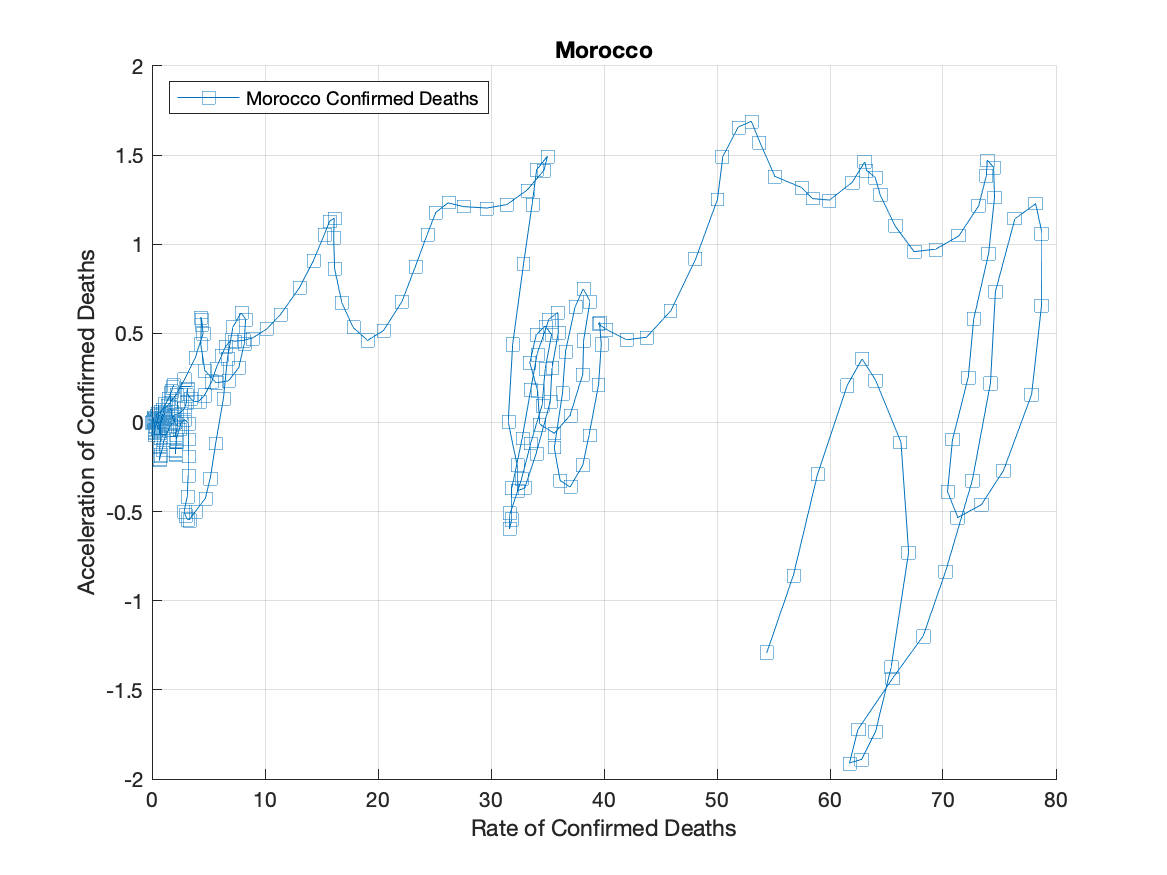 Morocco
Morocco Confirmed Deaths
2
1.5
1
0.5
0
-0.5
-1
-1.5
-2
Acceleration of Confirmed Deaths
0 10 20 30 40 50 60 70 80
Rate of Confirmed Deaths